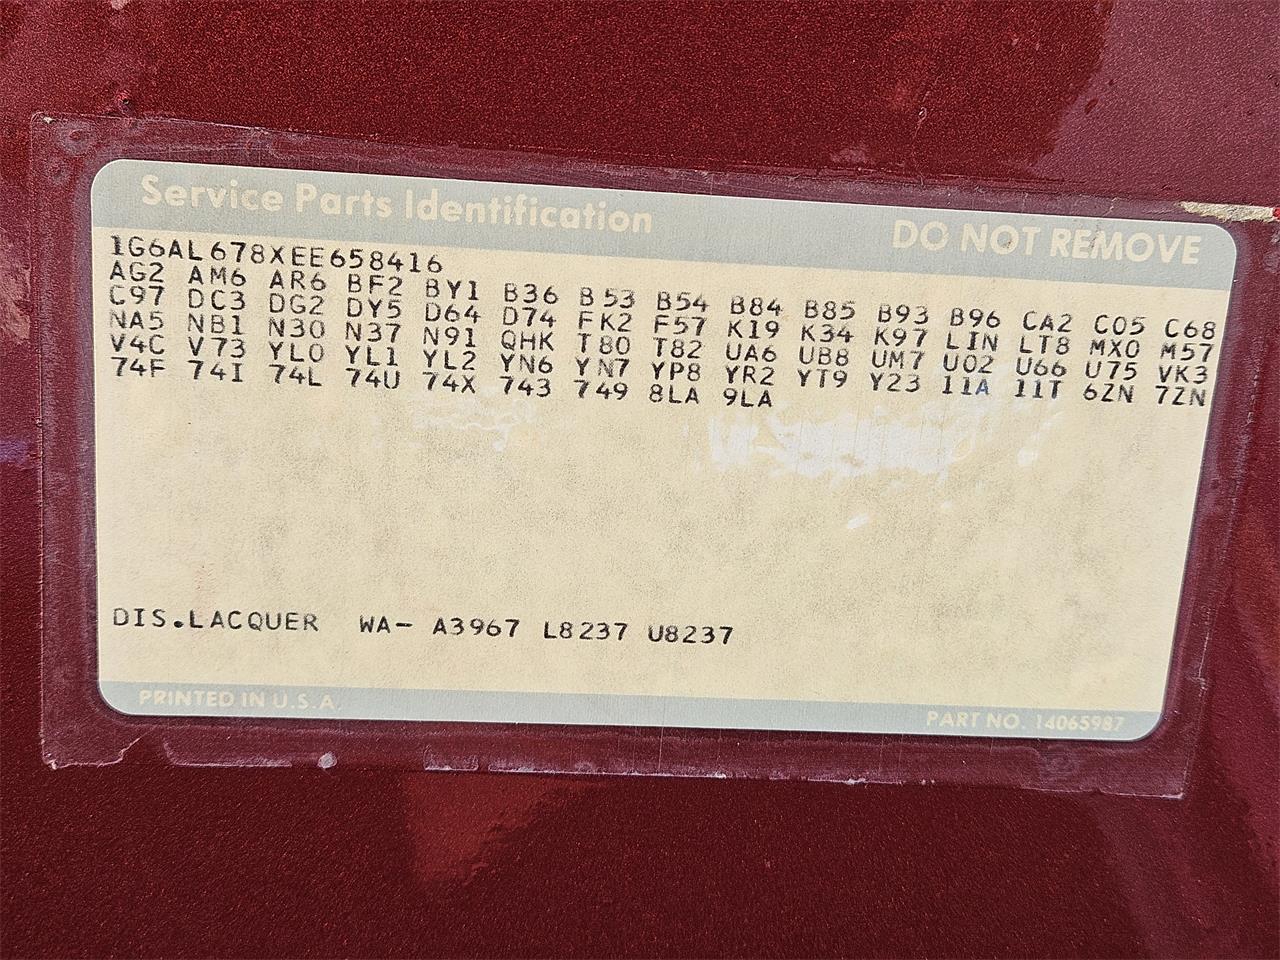 Service Parts Identification DO NOT REMOVE
1G6AL678XEE658416
AG2 AM6 AR6 BF2 BY1 B36 B53 B54 B84 B85 B93 B96 CA2 C05 C68
C97 DC3 DG2 DY5 D64 D74 FK2 F57 K19 K34 K97 LIN LT8 MX0 M57
NA5 NB1 N30 N37 N91 QHK T80 T82 UA6 UB8 UM7 U02 U66 U75 VK3
V4C V73 YL0 YL1 YL2 YN6 YN7 YP8 YR2 YT9 Y23 11A 11T 6ZN 7ZN
74F 74I 74L 74U 74X 743 749 8LA 9LA
DIS.LACQUER WA- A3967 L8237 U8237
PRINTED IN U.S.A. PART NO. 14065987